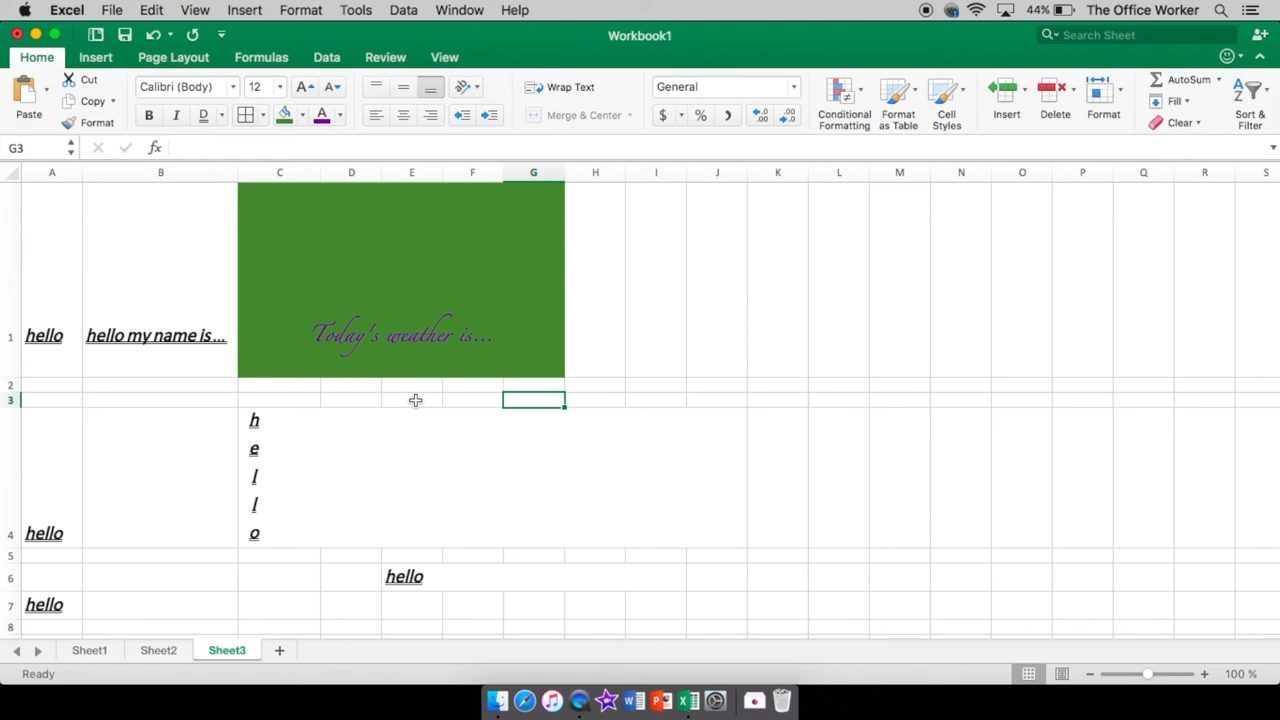 Excel File Edit View Insert Format Tools Data Window Help 44% The Office Worker
Workbook1 Search Sheet
Home Insert Page Layout Formulas Data Review View
Paste Cut Copy Format
Calibri (Body) 12 A A
B I D A
Wrap Text
Merge & Center
General
$ % .0 .00 .00 .0
Conditional Formatting
Format as Table
Cell Styles
Insert Delete Format
AutoSum
Fill
Clear
Sort & Filter
G3 fx
A B C D E F G H I J K L M N O P Q R S
1 hello hello my name is... Today's weather is...
2
3
h
e
l
l
4 hello o
5
6 hello
7 hello
8
Sheet1 Sheet2 Sheet3 +
Ready 100 %